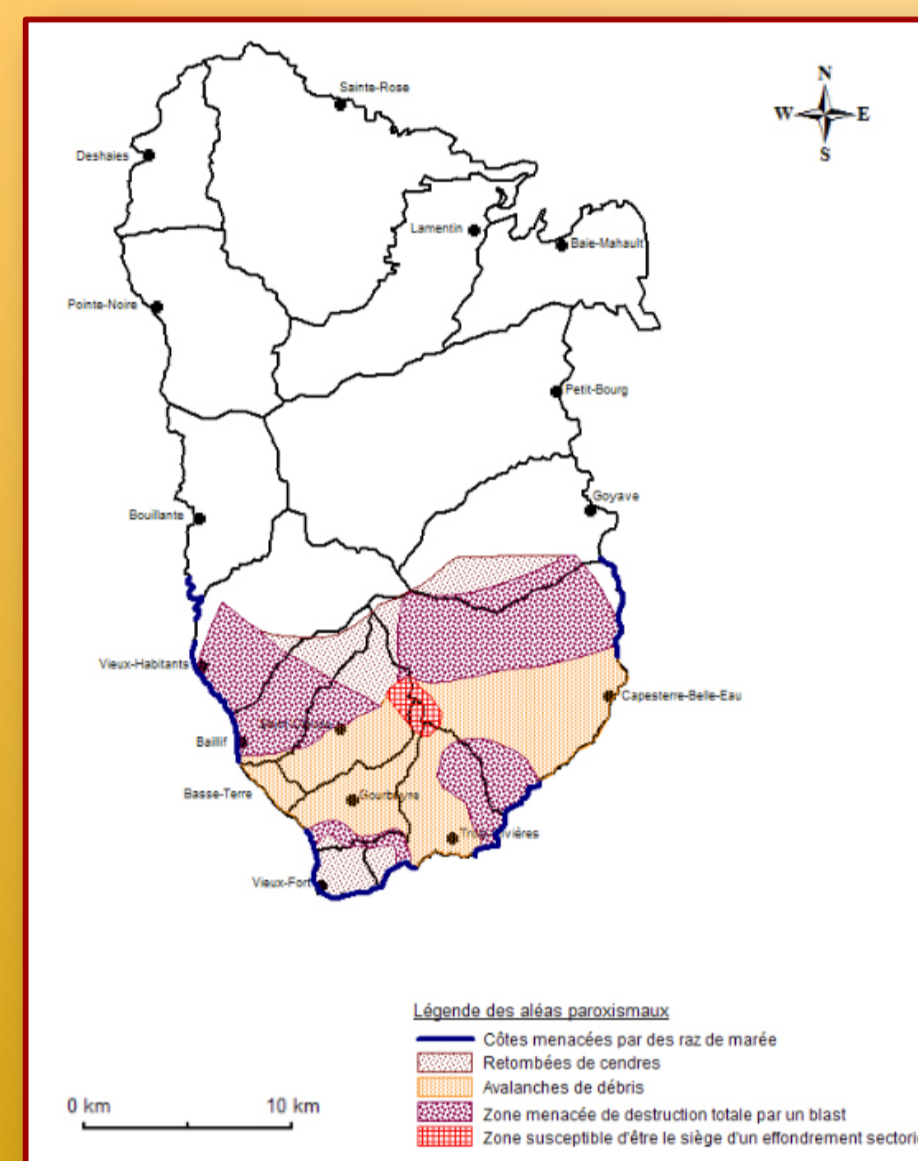 Sainte-Rose
N
W E
S
Deshaies
Lamentin
Baie-Mahault
Pointe-Noire
Petit-Bourg
Goyave
Bouillante
Vieux-Habitants
Capesterre-Belle-Eau
Baillif
Basse-Terre
Gourbeyre
Trois-Rivières
Vieux-Fort
Légende des aléas paroxismaux
Côtes menacées par des raz de marée
Retombées de cendres
Avalanches de débris
Zone menacée de destruction totale par un blast
Zone susceptible d'être le siège d'un effondrement sectorie
0 km 10 km